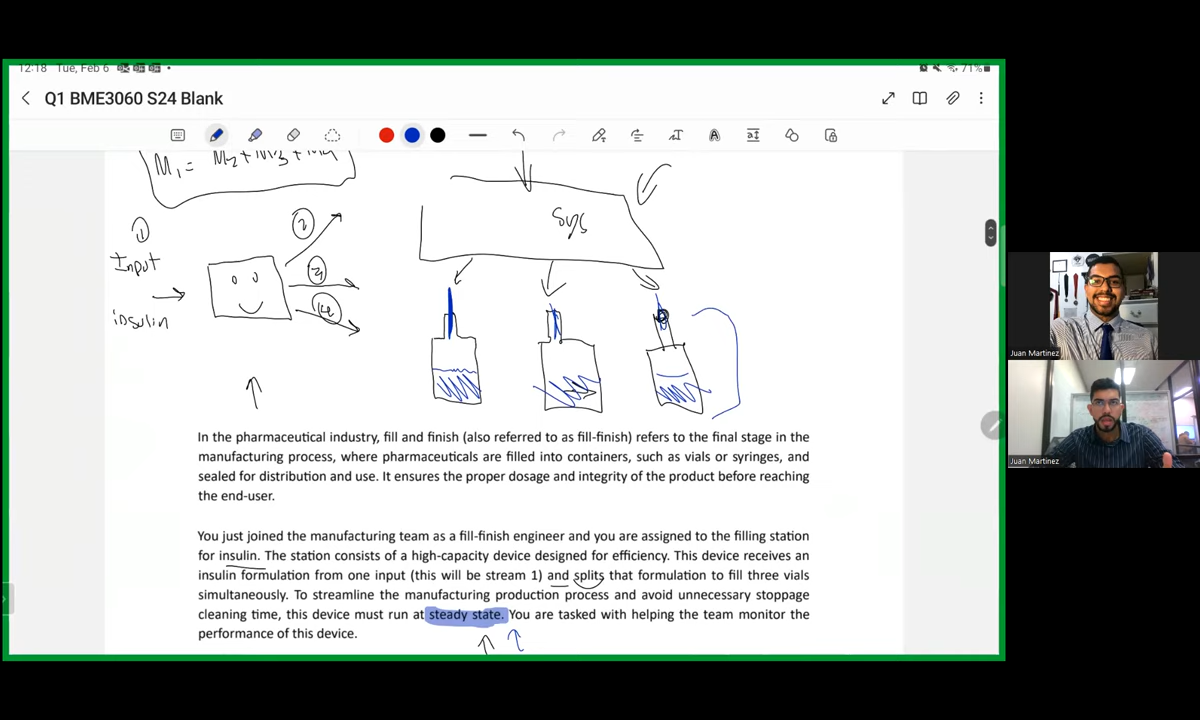 12:18 Tue, Feb 6
71%
Q1 BME3060 S24 Blank
M1 = M2 + M3 + M4
Sys
①
②
Input
③
④
insulin
Juan Martinez
Juan Martinez
In the pharmaceutical industry, fill and finish (also referred to as fill-finish) refers to the final stage in the
manufacturing process, where pharmaceuticals are filled into containers, such as vials or syringes, and
sealed for distribution and use. It ensures the proper dosage and integrity of the product before reaching
the end-user.
You just joined the manufacturing team as a fill-finish engineer and you are assigned to the filling station
for insulin. The station consists of a high-capacity device designed for efficiency. This device receives an
insulin formulation from one input (this will be stream 1) and splits that formulation to fill three vials
simultaneously. To streamline the manufacturing production process and avoid unnecessary stoppage
cleaning time, this device must run at steady state. You are tasked with helping the team monitor the
performance of this device.